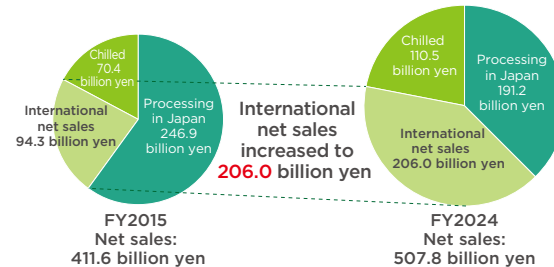 Chilled
70.4
billion yen
Processing
in Japan
246.9
billion yen
International
net sales
94.3 billion yen
FY2015
Net sales:
411.6 billion yen
International
net sales
increased to
206.0 billion yen
Chilled
110.5
billion yen
Processing
in Japan
191.2
billion yen
International
net sales
206.0 billion yen
FY2024
Net sales:
507.8 billion yen